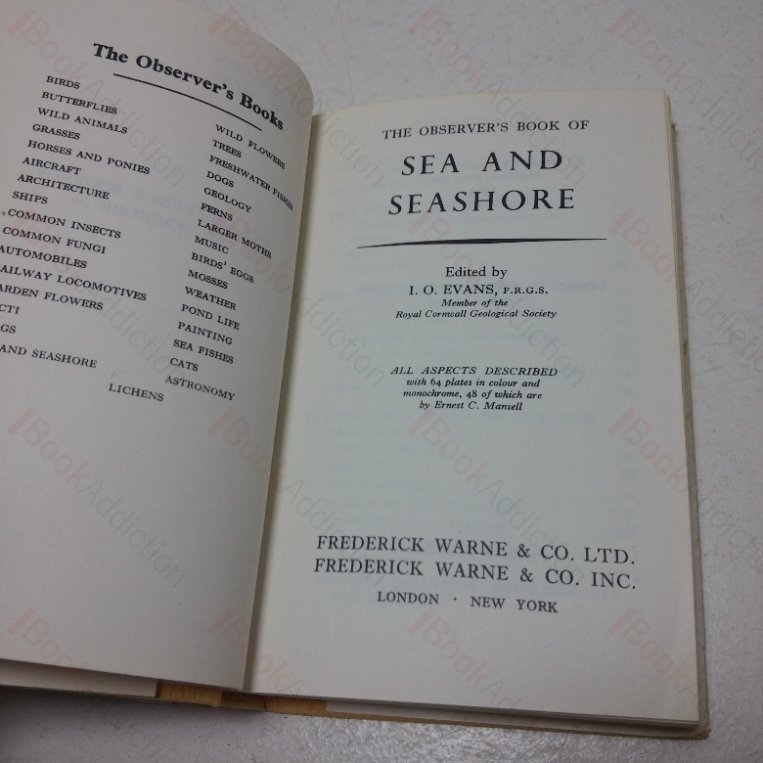 The Observer's Books
BIRDS
BUTTERFLIES
WILD ANIMALS
GRASSES
HORSES AND PONIES
AIRCRAFT
ARCHITECTURE
SHIPS
COMMON INSECTS
COMMON FUNGI
AUTOMOBILES
AILWAY LOCOMOTIVES
ARDEN FLOWERS
CTI
GS
AND SEASHORE
WILD FLOWERS
TREES
FRESHWATER FISHES
DOGS
GEOLOGY
FERNS
LARGER MOTHS
MUSIC
BIRDS' EGGS
MOSSES
WEATHER
POND LIFE
PAINTING
SEA FISHES
CATS
ASTRONOMY
LICHENS
THE OBSERVER'S BOOK OF
SEA AND
SEASHORE
Edited by
I. O. EVANS, F.R.G.S.
Member of the
Royal Cornwall Geological Society
ALL ASPECTS DESCRIBED
with 64 plates in colour and
monochrome, 48 of which are
by Ernest C. Mansell
FREDERICK WARNE & CO. LTD.
FREDERICK WARNE & CO. INC.
LONDON · NEW YORK
BookAddiction